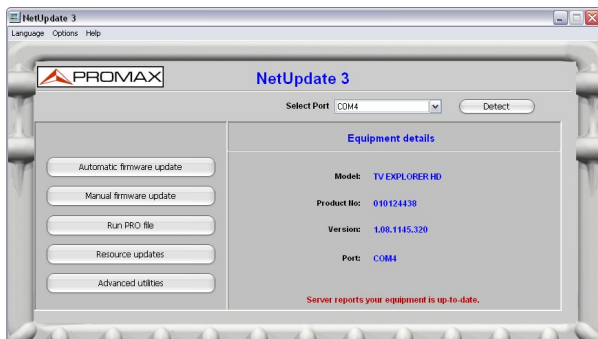 NetUpdate 3
Language Options Help
PROMAX
NetUpdate 3
Select Port COM4 Detect
Equipment details
Automatic firmware update
Manual firmware update
Run PRO file
Resource updates
Advanced utilities
Model: TV EXPLORER HD
Product No: 010124438
Version: 1.08.1145.320
Port: COM4
Server reports your equipment is up-to-date.